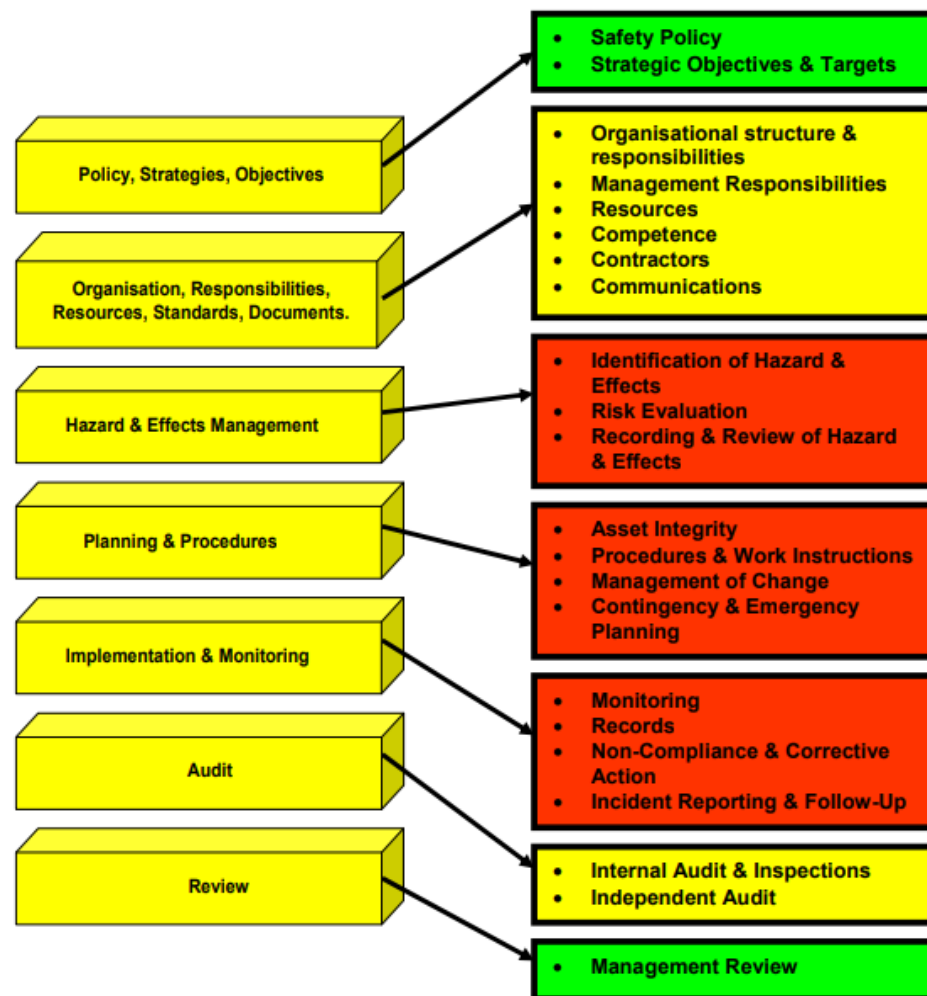 Policy, Strategies, Objectives
Organisation, Responsibilities,
Resources, Standards, Documents.
Hazard & Effects Management
Planning & Procedures
Implementation & Monitoring
Audit
Review
• Safety Policy
• Strategic Objectives & Targets
• Organisational structure &
responsibilities
• Management Responsibilities
• Resources
• Competence
• Contractors
• Communications
• Identification of Hazard &
Effects
• Risk Evaluation
• Recording & Review of Hazard
& Effects
• Asset Integrity
• Procedures & Work Instructions
• Management of Change
• Contingency & Emergency
Planning
• Monitoring
• Records
• Non-Compliance & Corrective
Action
• Incident Reporting & Follow-Up
• Internal Audit & Inspections
• Independent Audit
• Management Review